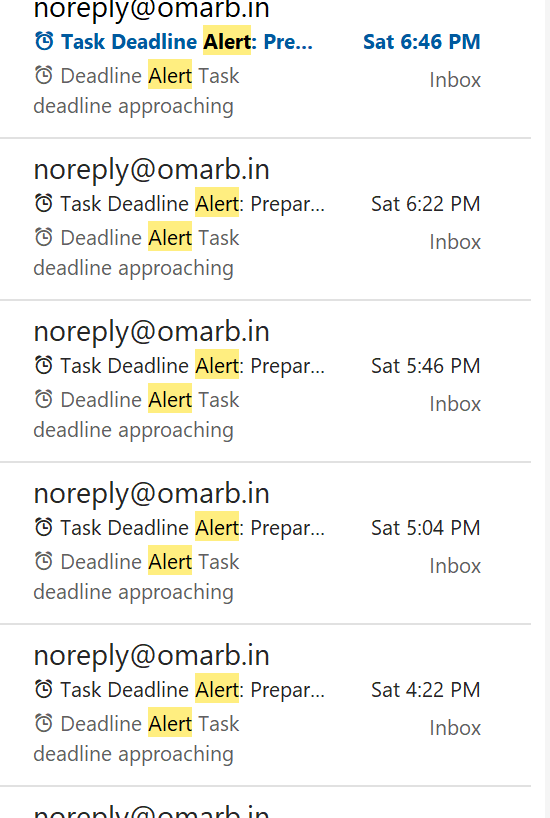 noreply@omarb.in
Task Deadline Alert: Pre... Sat 6:46 PM
Deadline Alert Task Inbox
deadline approaching
noreply@omarb.in
Task Deadline Alert: Prepar... Sat 6:22 PM
Deadline Alert Task Inbox
deadline approaching
noreply@omarb.in
Task Deadline Alert: Prepar... Sat 5:46 PM
Deadline Alert Task Inbox
deadline approaching
noreply@omarb.in
Task Deadline Alert: Prepar... Sat 5:04 PM
Deadline Alert Task Inbox
deadline approaching
noreply@omarb.in
Task Deadline Alert: Prepar... Sat 4:22 PM
Deadline Alert Task Inbox
deadline approaching
noreply@omarb.in